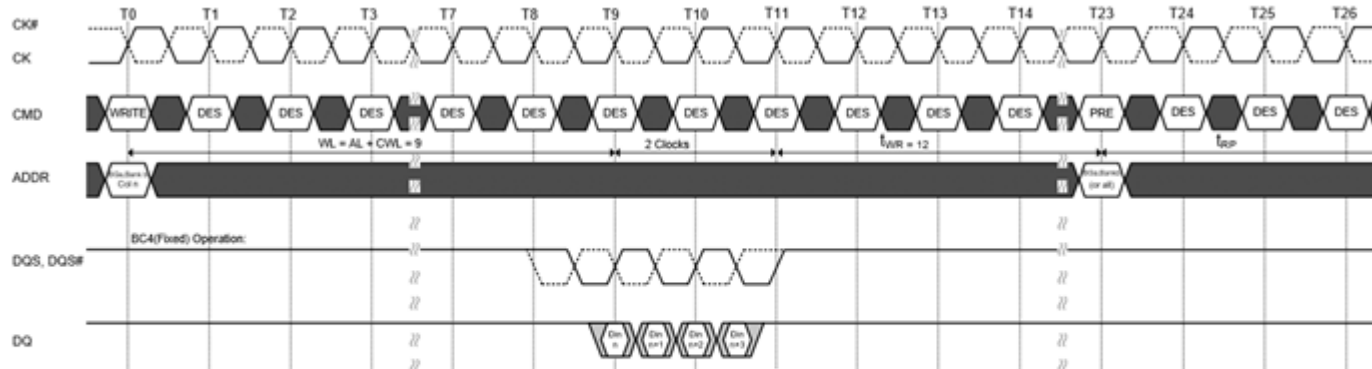 T0 T1 T2 T3 T7 T8 T9 T10 T11 T12 T13 T14 T23 T24 T25 T26
CK#
CK
CMD WRITE DES DES DES DES DES DES DES DES DES DES PRE DES DES DES
WL = AL + CWL = 9 2 Clocks tWR = 12 tRP
ADDR
Col n (or all)
BC4(Fixed) Operation:
DQS, DQS#
Din Din Din Din
DQ n n+1 n+2 n+3